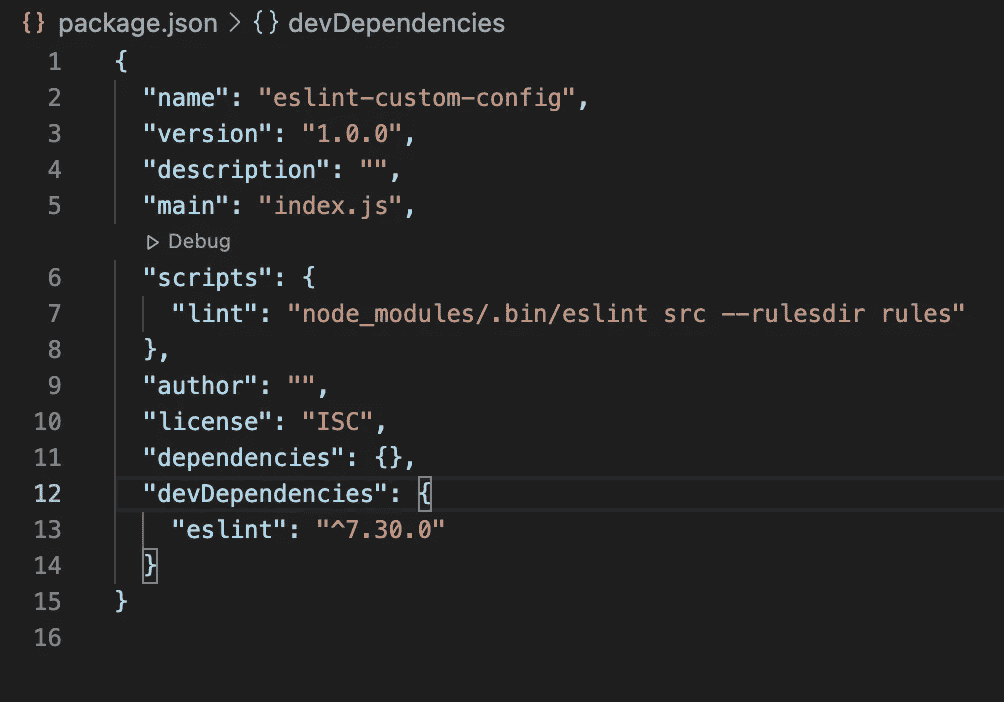 {} package.json > {} devDependencies
1 {
2 "name": "eslint-custom-config",
3 "version": "1.0.0",
4 "description": "",
5 "main": "index.js",
Debug
6 "scripts": {
7 "lint": "node_modules/.bin/eslint src --rulesdir rules"
8 },
9 "author": "",
10 "license": "ISC",
11 "dependencies": {},
12 "devDependencies": {
13 "eslint": "^7.30.0"
14 }
15 }
16